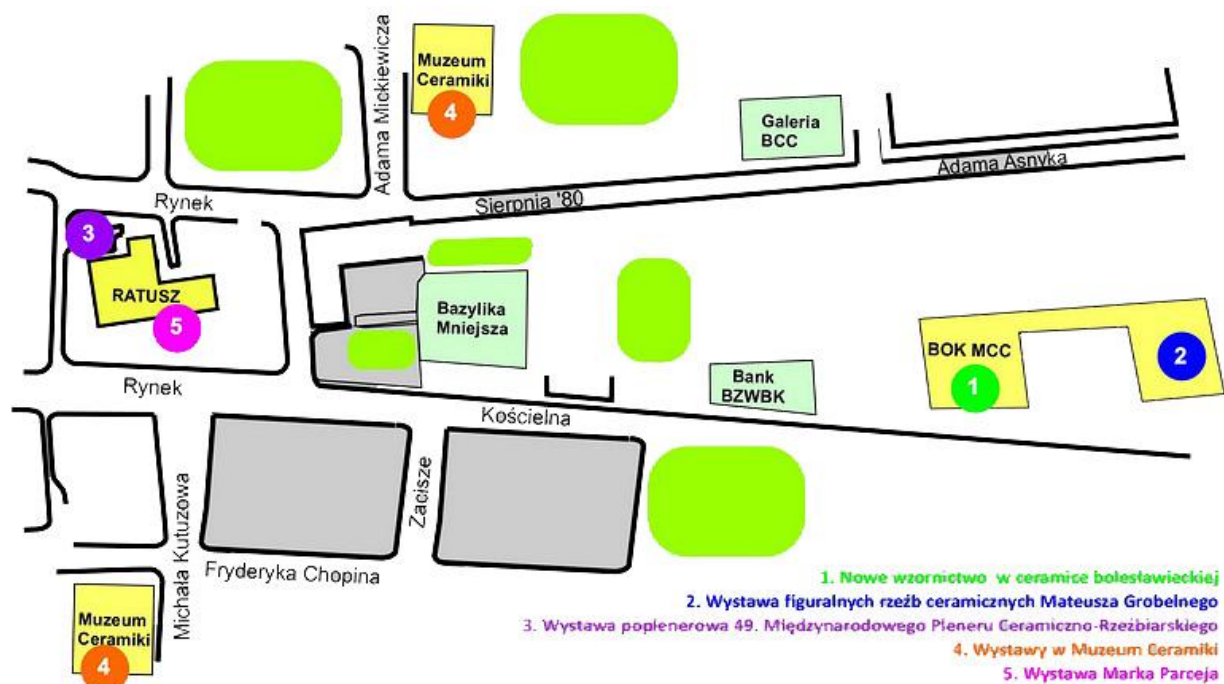 Muzeum
Ceramiki
4
Adama Mickiewicza
Galeria
BCC
Adama Asnyka
Rynek
Sierpnia '80
3
RATUSZ
5
Bazylika
Mniejsza
BOK MCC
1
2
Rynek
Bank
BZWBK
Kościelna
Zacisze
Michała Kutuzowa
Fryderyka Chopina
Muzeum
Ceramiki
4
1. Nowe wzornictwo w ceramice bolesławieckiej
2. Wystawa figuralnych rzeźb ceramicznych Mateusza Grobelnego
3. Wystawa poplenerowa 49. Międzynarodowego Pleneru Ceramiczno-Rzeźbiarskiego
4. Wystawy w Muzeum Ceramiki
5. Wystawa Marka Parceja